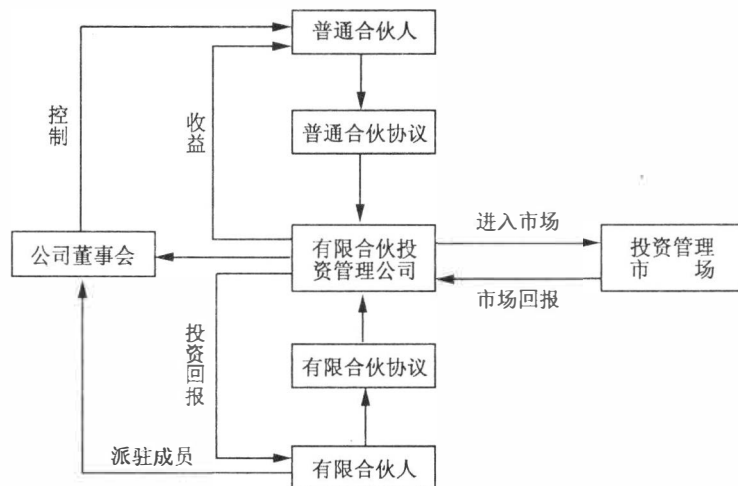 普通合伙人
控制
收益
普通合伙协议
进入市场
公司董事会
有限合伙投
资管理公司
投资管理
市 场
市场回报
投资回报
有限合伙协议
派驻成员
有限合伙人